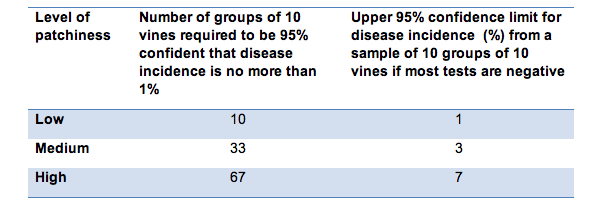 Level of patchiness
Number of groups of 10 vines required to be 95% confident that disease incidence is no more than 1%
Upper 95% confidence limit for disease incidence (%) from a sample of 10 groups of 10 vines if most tests are negative
Low 10 1
Medium 33 3
High 67 7